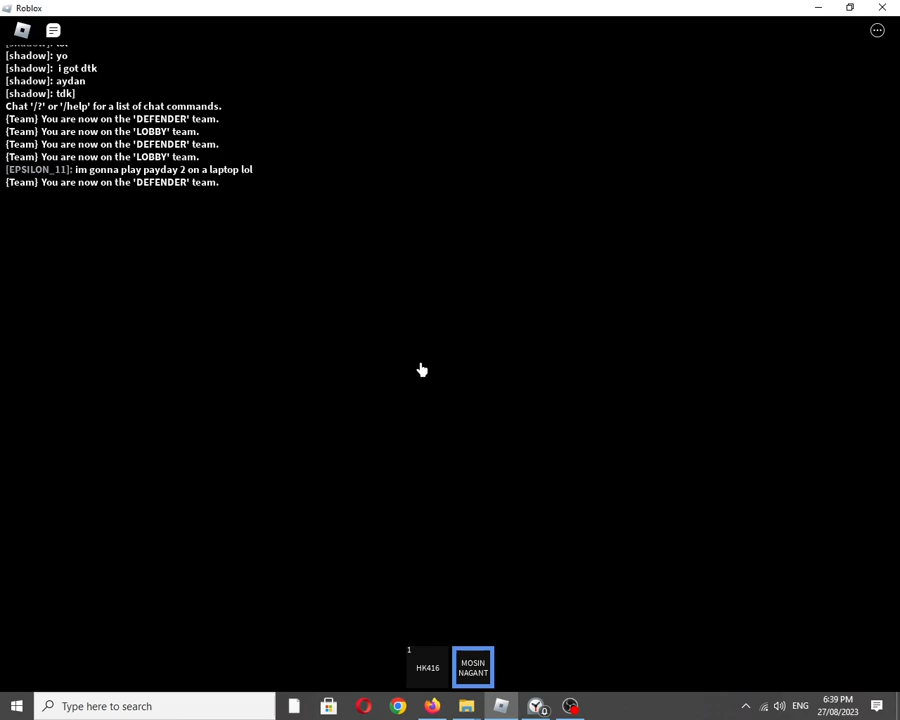 Roblox
[shadow]: lol
[shadow]: yo
[shadow]:  i got dtk
[shadow]: aydan
[shadow]: tdk]
Chat '/?' or '/help' for a list of chat commands.
{Team} You are now on the 'DEFENDER' team.
{Team} You are now on the 'LOBBY' team.
{Team} You are now on the 'DEFENDER' team.
{Team} You are now on the 'LOBBY' team.
[EPSILON_11]: im gonna play payday 2 on a laptop lol
{Team} You are now on the 'DEFENDER' team.
1
HK416
MOSIN
NAGANT
Type here to search
0
ENG
6:39 PM
27/08/2023